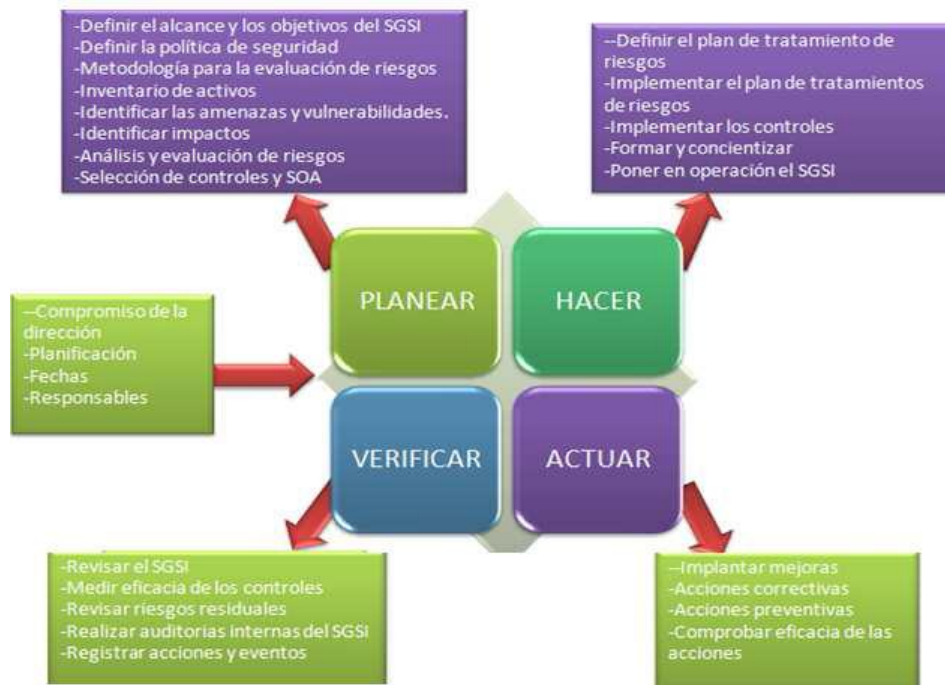 -Definir el alcance y los objetivos del SGSI
-Definir la política de seguridad
-Metodología para la evaluación de riesgos
-Inventario de activos
-Identificar las amenazas y vulnerabilidades.
-Identificar impactos
-Análisis y evaluación de riesgos
-Selección de controles y SOA
--Definir el plan de tratamiento de
riesgos
-Implementar el plan de tratamientos
de riesgos
-Implementar los controles
-Formar y concientizar
-Poner en operación el SGSI
PLANEAR
HACER
--Compromiso de la
dirección
-Planificación
-Fechas
-Responsables
VERIFICAR
ACTUAR
-Revisar el SGSI
-Medir eficacia de los controles
-Revisar riesgos residuales
-Realizar auditorias internas del SGSI
-Registrar acciones y eventos
--Implantar mejoras
-Acciones correctivas
-Acciones preventivas
-Comprobar eficacia de las
acciones